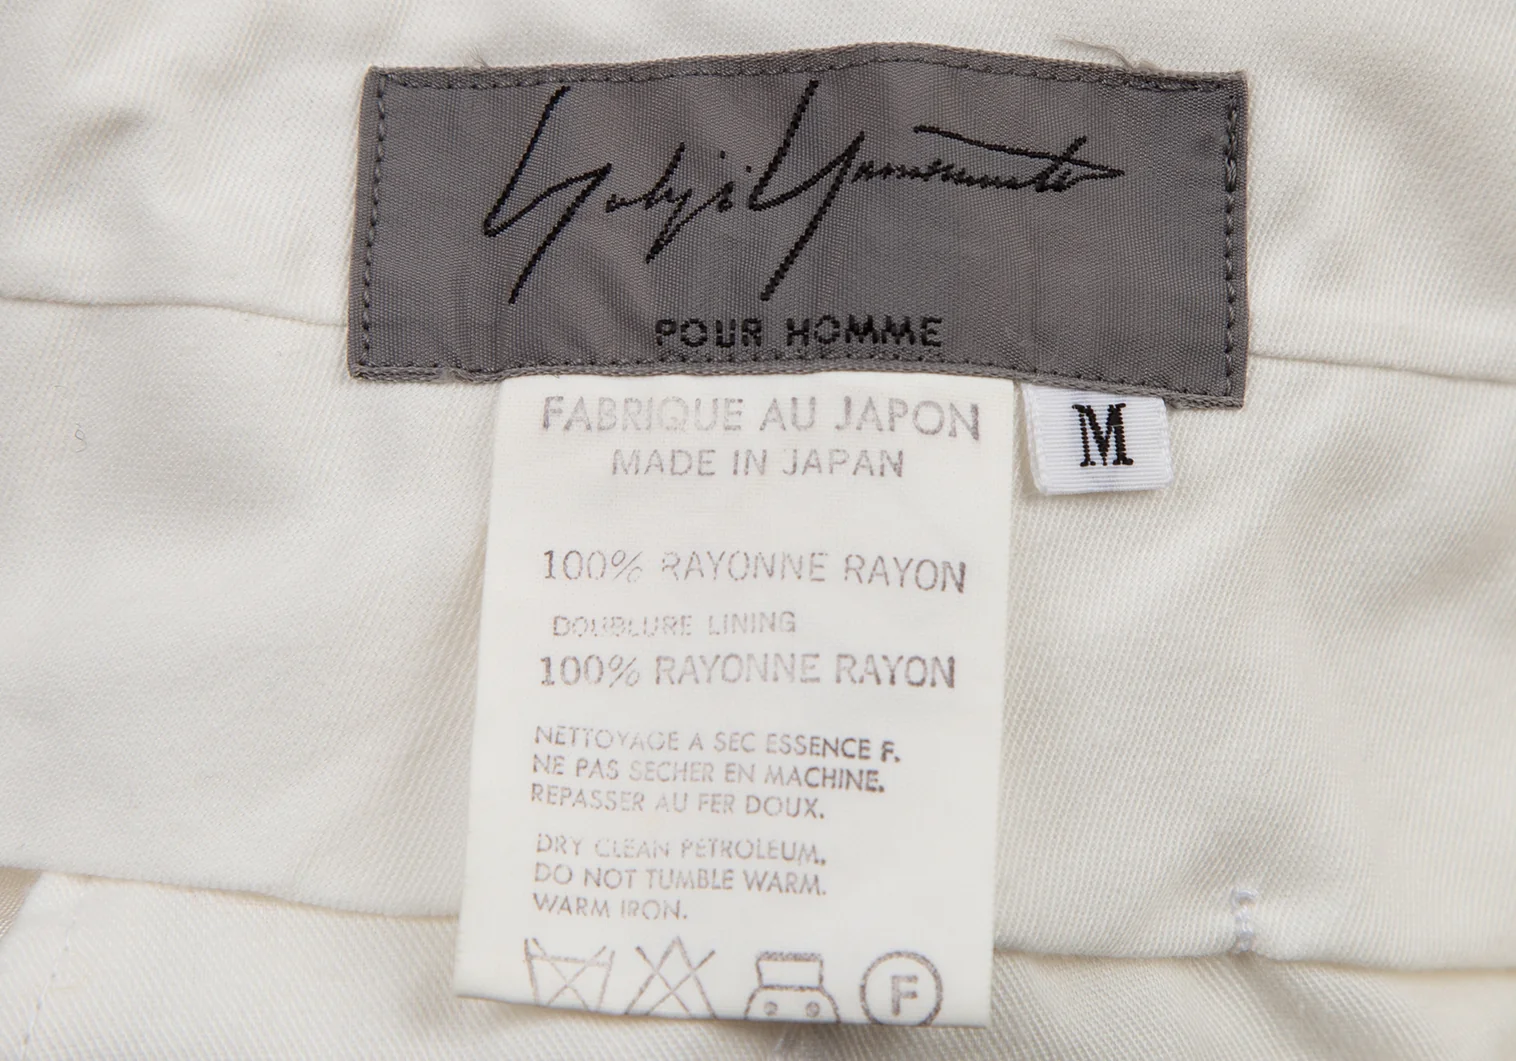 Yohji Yamamoto
POUR HOMME
FABRIQUE AU JAPON
MADE IN JAPAN
M
100% RAYONNE RAYON
DOUBLURE LINING
100% RAYONNE RAYON
NETTOYAGE A SEC ESSENCE F.
NE PAS SECHER EN MACHINE.
REPASSER AU FER DOUX.
DRY CLEAN PETROLEUM.
DO NOT TUMBLE WARM.
WARM IRON.
F